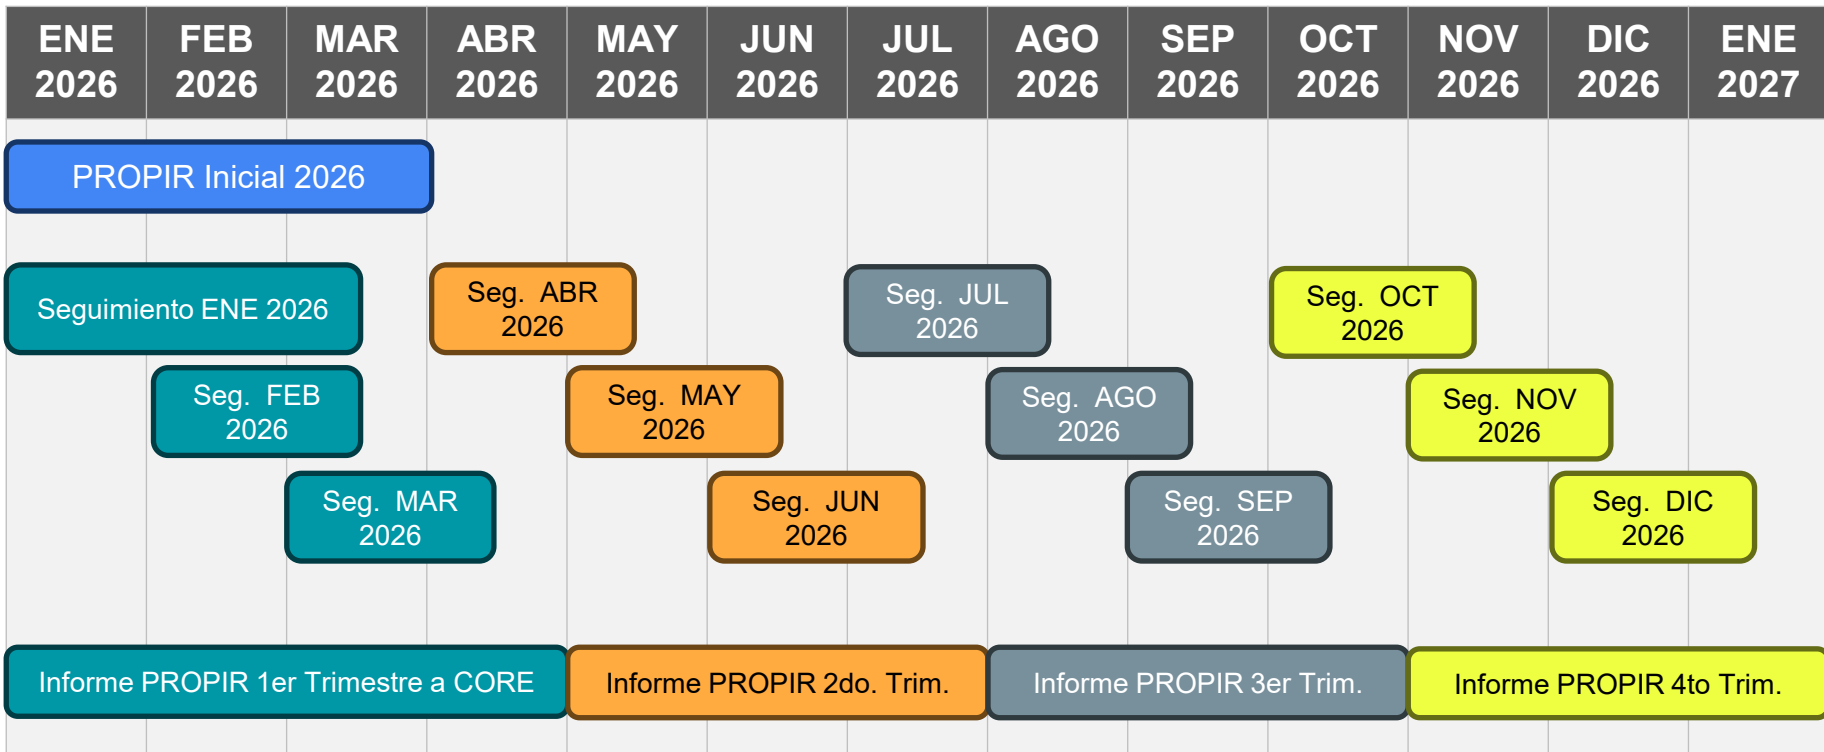 ENE
2026
FEB
2026
MAR
2026
ABR
2026
MAY
2026
JUN
2026
JUL
2026
AGO
2026
SEP
2026
OCT
2026
NOV
2026
DIC
2026
ENE
2027
PROPIR Inicial 2026
Seguimiento ENE 2026
Seg. ABR
2026
Seg. JUL
2026
Seg. OCT
2026
Seg. FEB
2026
Seg. MAY
2026
Seg. AGO
2026
Seg. NOV
2026
Seg. MAR
2026
Seg. JUN
2026
Seg. SEP
2026
Seg. DIC
2026
Informe PROPIR 1er Trimestre a CORE
Informe PROPIR 2do. Trim.
Informe PROPIR 3er Trim.
Informe PROPIR 4to Trim.